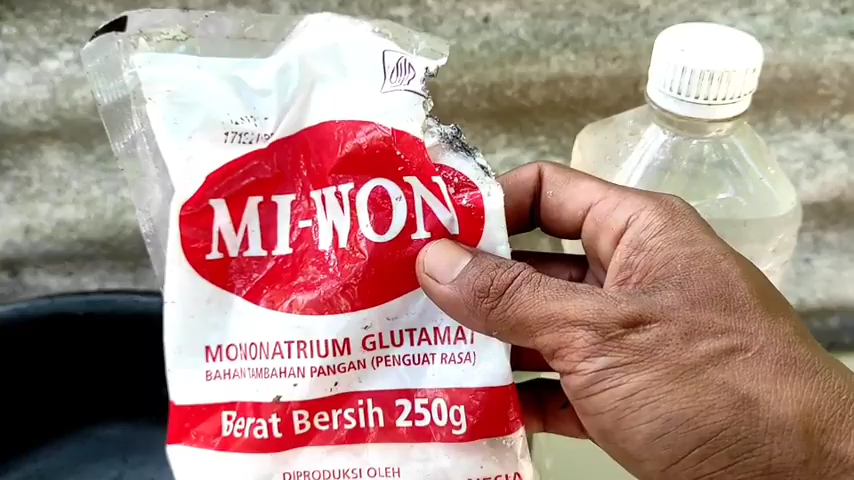 MI-WON
MONONATRIUM GLUTAMAT
BAHAN TAMBAHAN PANGAN (PENGUAT RASA)
Berat Bersih 250g
DIPRODUKSI OLEH